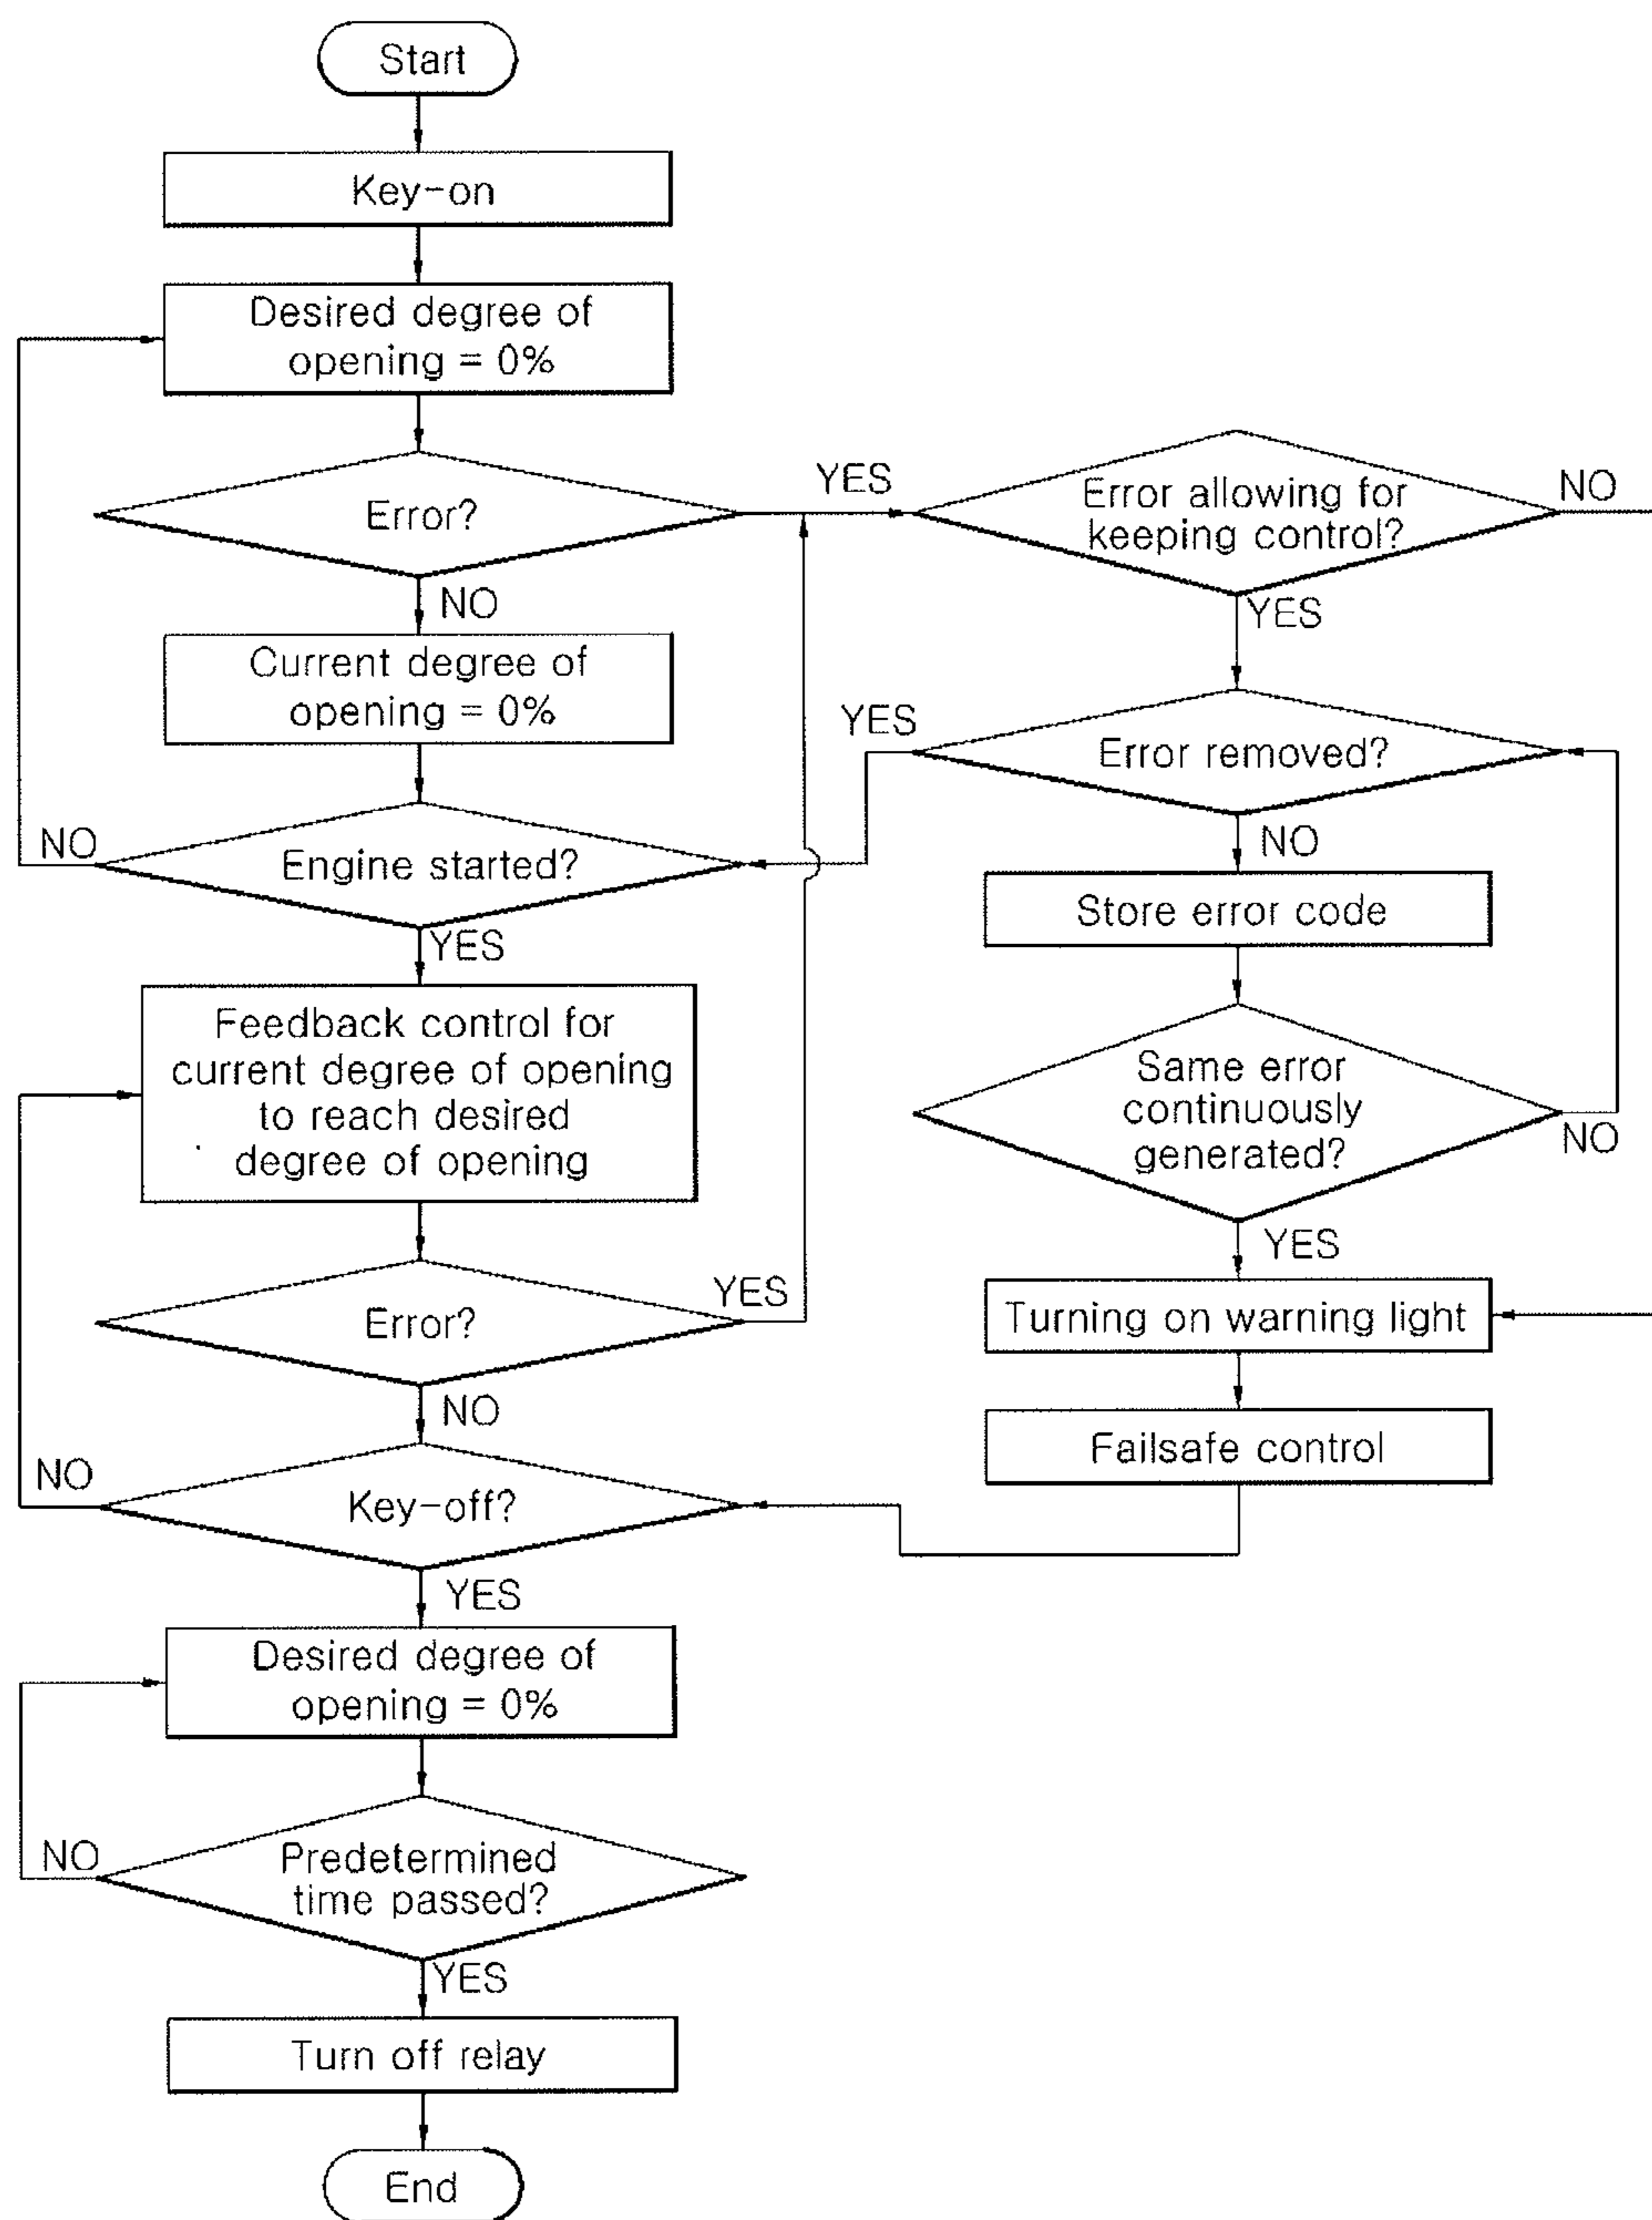 Start
Key-on
Desired degree of
opening = 0%
Error?
YES
NO
Current degree of
opening = 0%
Engine started?
NO
YES
Feedback control for
current degree of opening
to reach desired
degree of opening
Error?
YES
NO
Key-off?
NO
YES
Desired degree of
opening = 0%
Predetermined
time passed?
NO
YES
Turn off relay
End
Error allowing for
keeping control?
NO
YES
Error removed?
YES
NO
Store error code
Same error
continuously
generated?
NO
YES
Turning on warning light
Failsafe control